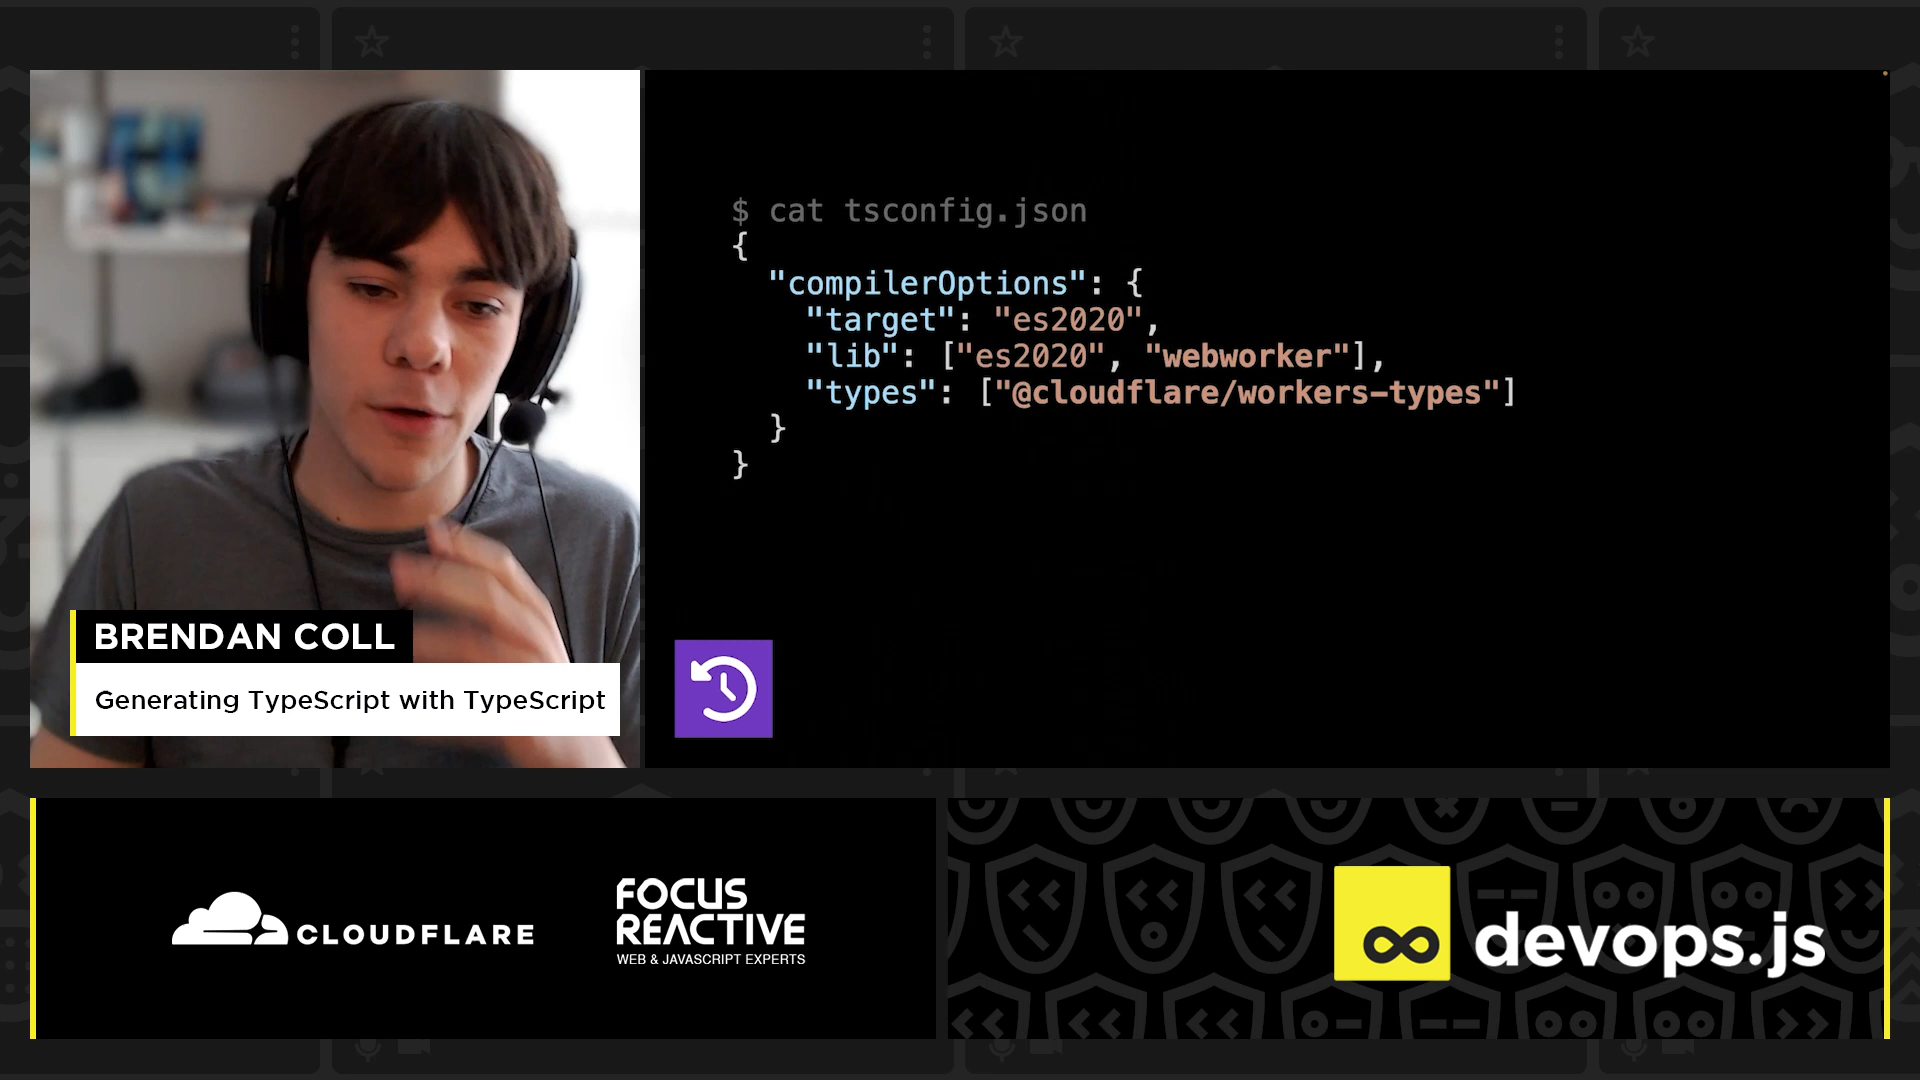 $ cat tsconfig.json
{
  "compilerOptions": {
    "target": "es2020",
    "lib": ["es2020", "webworker"],
    "types": ["@cloudflare/workers-types"]
  }
}
BRENDAN COLL
Generating TypeScript with TypeScript
CLOUDFLARE
FOCUS
REACTIVE
WEB & JAVASCRIPT EXPERTS
devops.js